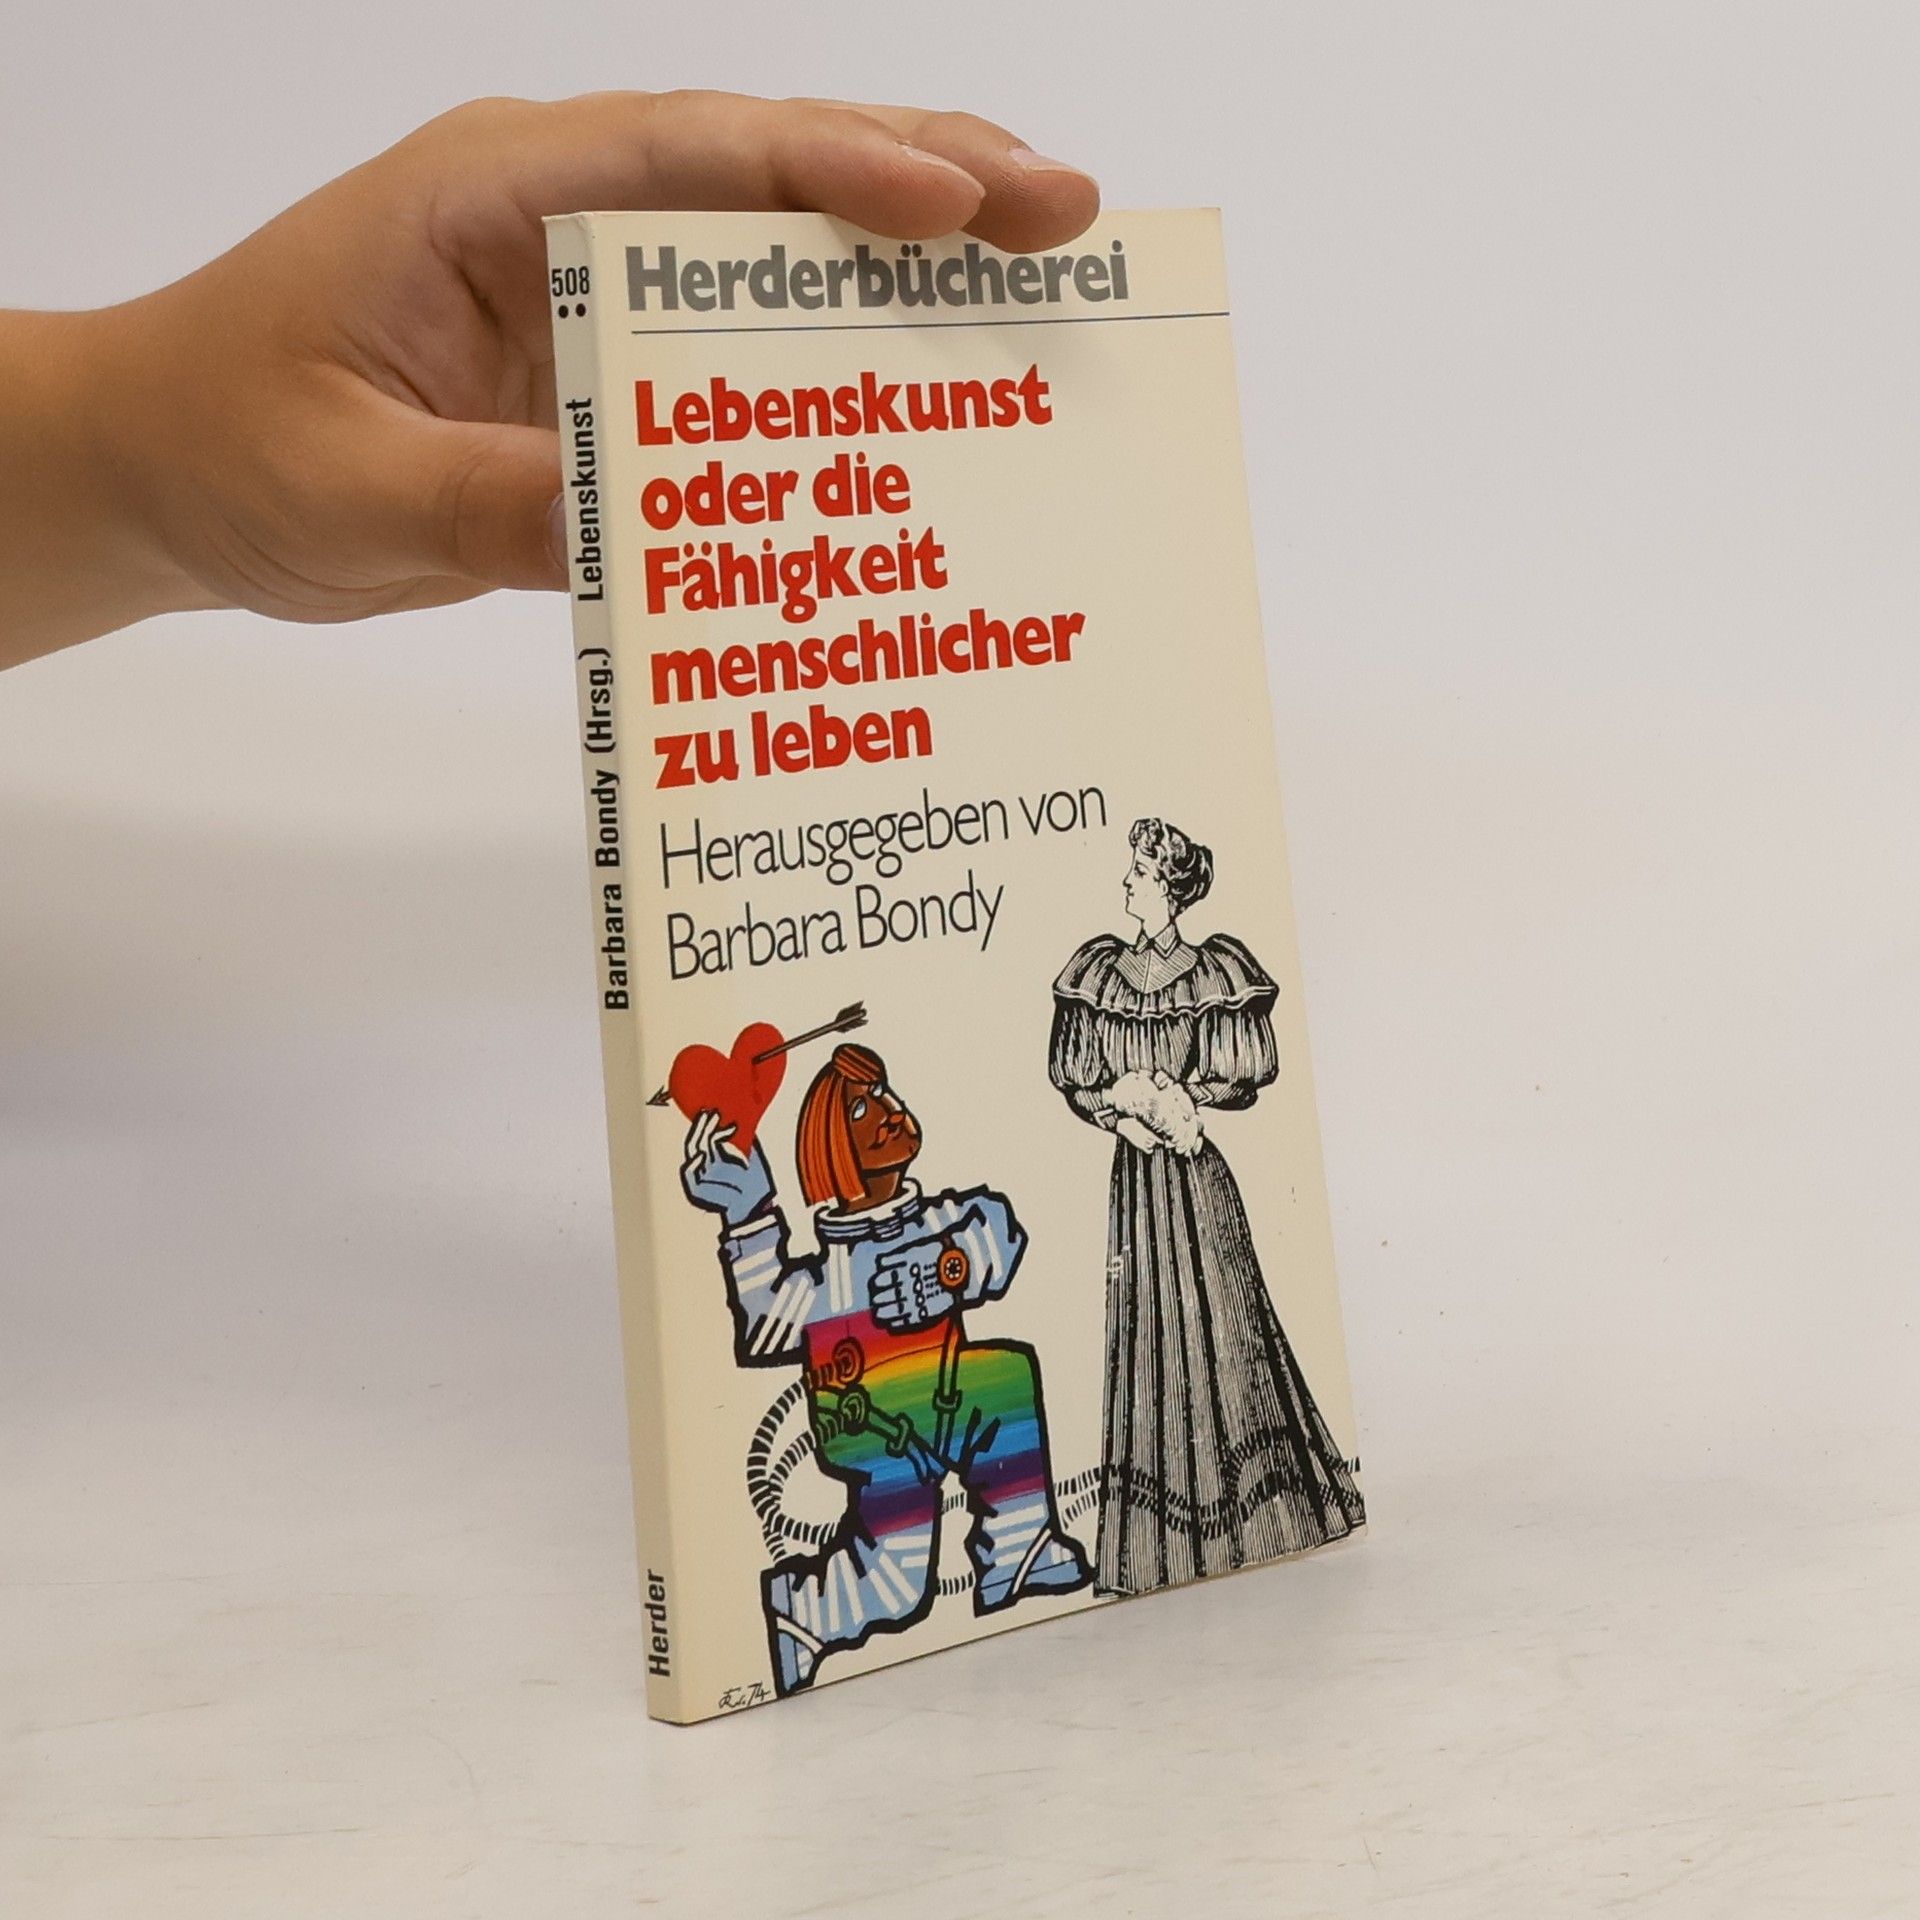 Herderbücherei
Lebenskunst
oder die
Fähigkeit
menschlicher
zu leben
Herausgegeben von
Barbara Bondy
508
Barbara Bondy (Hrsg.) Lebenskunst
Herder